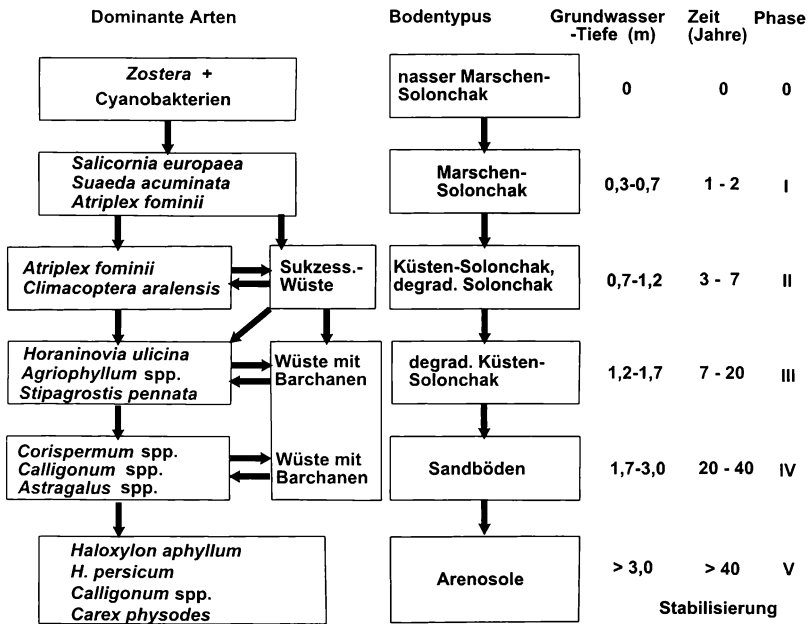 Dominante Arten
Bodentypus
Grundwasser
-Tiefe (m)
Zeit
(Jahre)
Phase
Zostera +
Cyanobakterien
nasser Marschen-
Solonchak
0
0
0
Salicornia europaea
Suaeda acuminata
Atriplex fominii
Marschen-
Solonchak
0,3-0,7
1 - 2
I
Atriplex fominii
Climacoptera aralensis
Sukzess.-
Wüste
Küsten-Solonchak,
degrad. Solonchak
0,7-1,2
3 - 7
II
Horaninovia ulicina
Agriophyllum spp.
Stipagrostis pennata
Wüste mit
Barchanen
degrad. Küsten-
Solonchak
1,2-1,7
7 - 20
III
Corispermum spp.
Calligonum spp.
Astragalus spp.
Wüste mit
Barchanen
Sandböden
1,7-3,0
20 - 40
IV
Haloxylon aphyllum
H. persicum
Calligonum spp.
Carex physodes
Arenosole
> 3,0
> 40
V
Stabilisierung